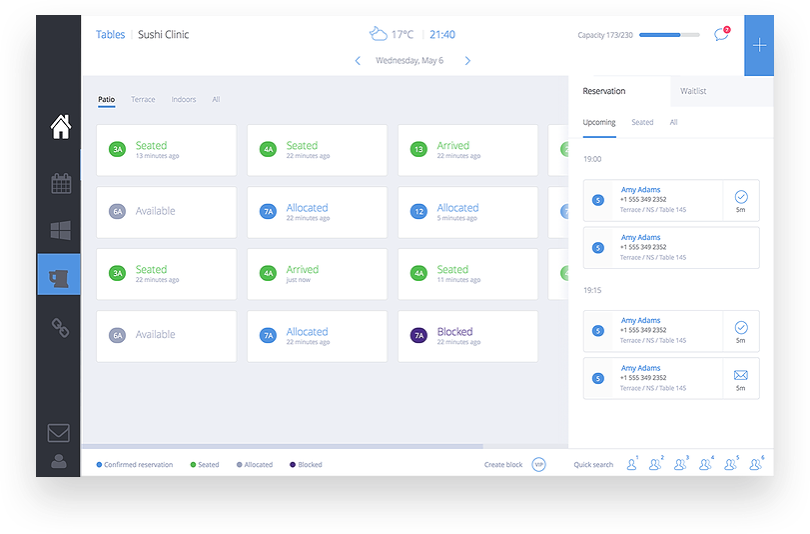 Tables | Sushi Clinic
17°C | 21:40
Capacity 173/230
2
+
Wednesday, May 6
Patio Terrace Indoors All
3A Seated
13 minutes ago
4A Seated
22 minutes ago
13 Arrived
22 minutes ago
6A Available
7A Allocated
22 minutes ago
12 Allocated
5 minutes ago
3A Seated
22 minutes ago
4A Arrived
just now
4A Seated
11 minutes ago
6A Available
7A Allocated
22 minutes ago
7A Blocked
22 minutes ago
Reservation Waitlist
Upcoming Seated All
19:00
5 Amy Adams
+1 555 349 2352
Terrace / NS / Table 145
5m
5 Amy Adams
+1 555 349 2352
Terrace / NS / Table 145
19:15
5 Amy Adams
+1 555 349 2352
Terrace / NS / Table 145
5m
5 Amy Adams
+1 555 349 2352
Terrace / NS / Table 145
5m
Confirmed reservation Seated Allocated Blocked
Create block VIP Quick search 1 2 3 4 5 6